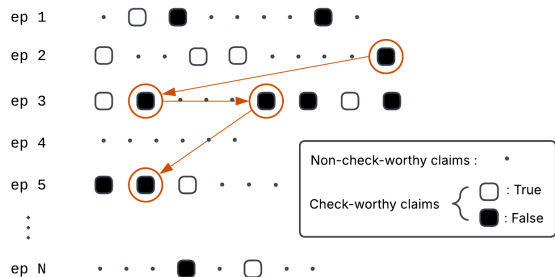 ep 1
ep 2
ep 3
ep 4
ep 5
ep N
Non-check-worthy claims :
Check-worthy claims
: True
: False